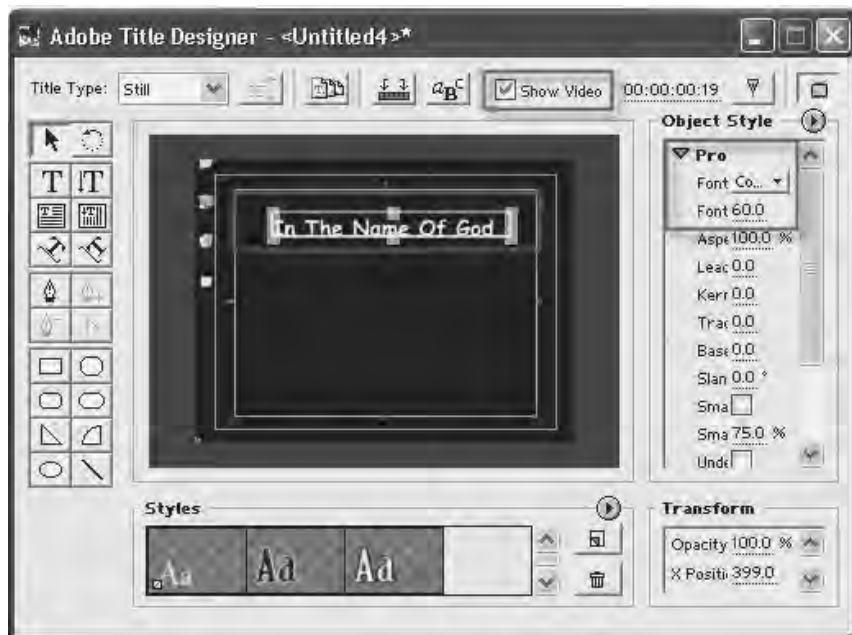 Adobe Title Designer - <Untitled4>*
Title Type: Still
Show Video
00:00:00:19
Object Style
Pro
Font Co...
Font 60.0
Aspe 100.0 %
Leac 0.0
Kerr 0.0
Trac 0.0
Base 0.0
Slan 0.0 °
Sma
Sma 75.0 %
Unde
In The Name Of God
Styles
Aa
Aa
Aa
Transform
Opacity 100.0 %
X Positi 399.0